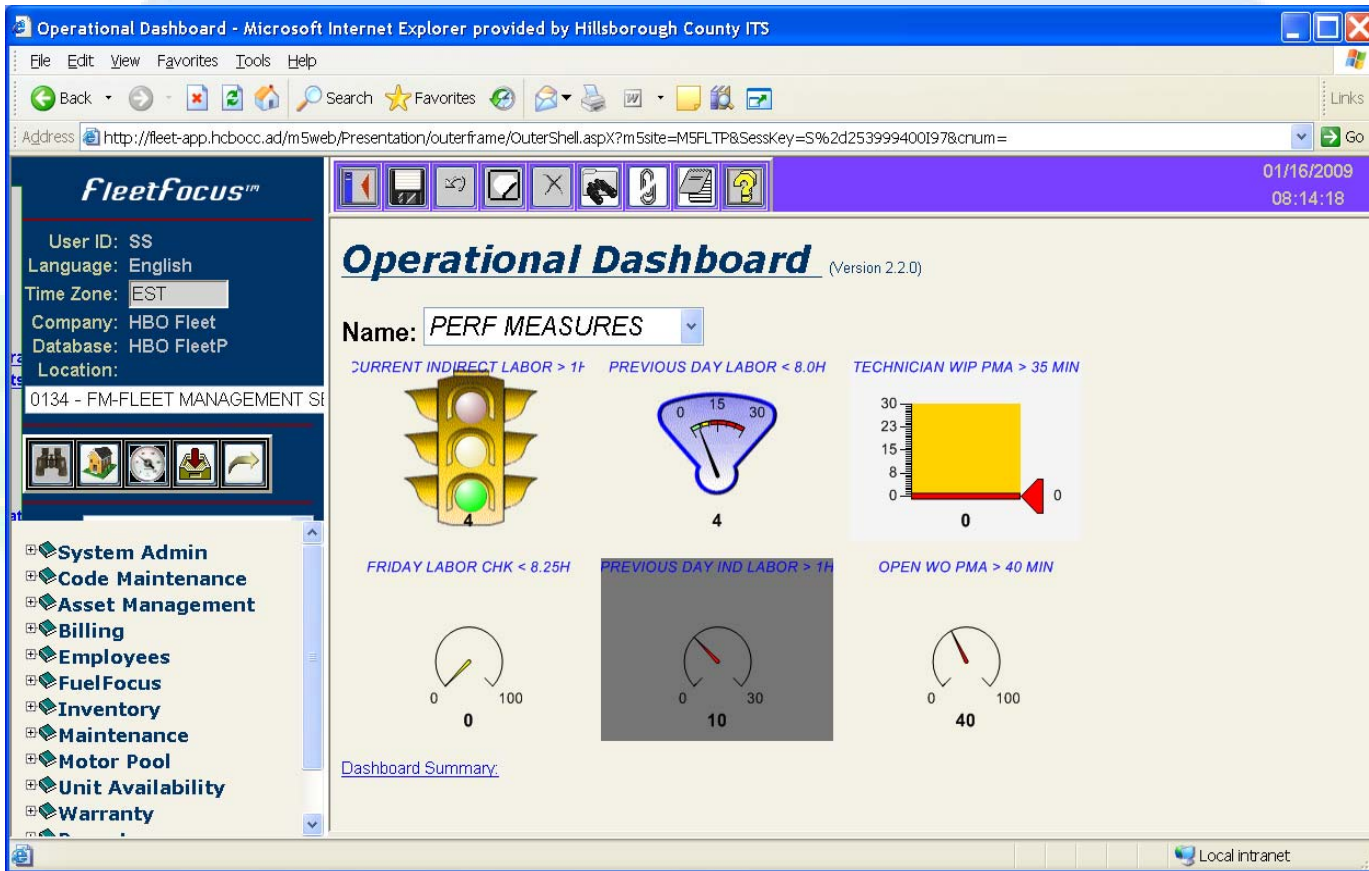 Operational Dashboard - Microsoft Internet Explorer provided by Hillsborough County ITS
File Edit View Favorites Tools Help
Back Search Favorites Links
Address http://fleet-app.hcbocc.ad/m5web/Presentation/outerframe/OuterShell.aspX?m5site=M5FLTP&SessKey=S%2d253999400I97&cnum= Go
FleetFocus™
01/16/2009
08:14:18
User ID: SS
Language: English
Time Zone: EST
Company: HBO Fleet
Database: HBO FleetP
Location:
0134 - FM-FLEET MANAGEMENT
System Admin
Code Maintenance
Asset Management
Billing
Employees
FuelFocus
Inventory
Maintenance
Motor Pool
Unit Availability
Warranty
Operational Dashboard (Version 2.2.0)
Name: PERF MEASURES
CURRENT INDIRECT LABOR > 1H
4
PREVIOUS DAY LABOR < 8.0H
0 15 30
4
TECHNICIAN WIP PMA > 35 MIN
30
23
15
8
0
0
0
FRIDAY LABOR CHK < 8.25H
0 100
0
PREVIOUS DAY IND LABOR > 1H
0 30
10
OPEN WO PMA > 40 MIN
0 100
40
Dashboard Summary:
Local intranet